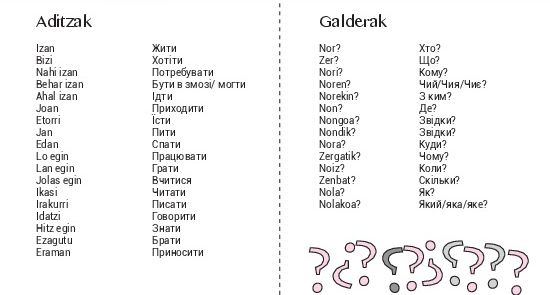 Aditzak
Izan Жити
Bizi Хотіти
Nahi izan Потребувати
Behar izan Бути в змозі/ могти
Ahal izan Ідти
Joan Приходити
Etorri Їсти
Jan Пити
Edan Спати
Lo egin Працювати
Lan egin Грати
Jolas egin Вчитися
Ikasi Читати
Irakurri Писати
Idatzi Говорити
Hitz egin Знати
Ezagutu Брати
Eraman Приносити
Galderak
Nor? Хто?
Zer? Що?
Nori? Кому?
Noren? Чий/Чия/Чиє?
Norekin? З ким?
Non? Де?
Nongoa? Звідки?
Nondik? Звідки?
Nora? Куди?
Zergatik? Чому?
Noiz? Коли?
Zenbat? Скільки?
Nola? Як?
Nolakoa? Який/яка/яке?